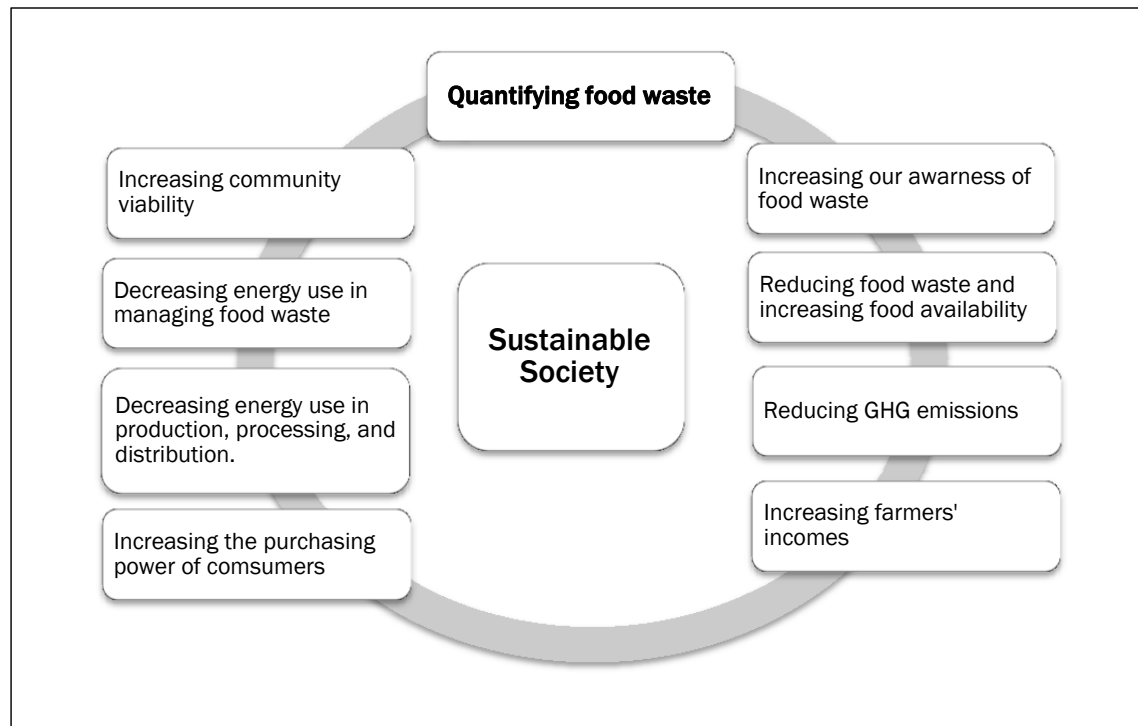 Quantifying food waste
Increasing our awarness of
food waste
Reducing food waste and
increasing food availability
Reducing GHG emissions
Increasing farmers'
incomes
Increasing the purchasing
power of comsumers
Decreasing energy use in
production, processing, and
distribution.
Decreasing energy use in
managing food waste
Increasing community
viability
Sustainable
Society